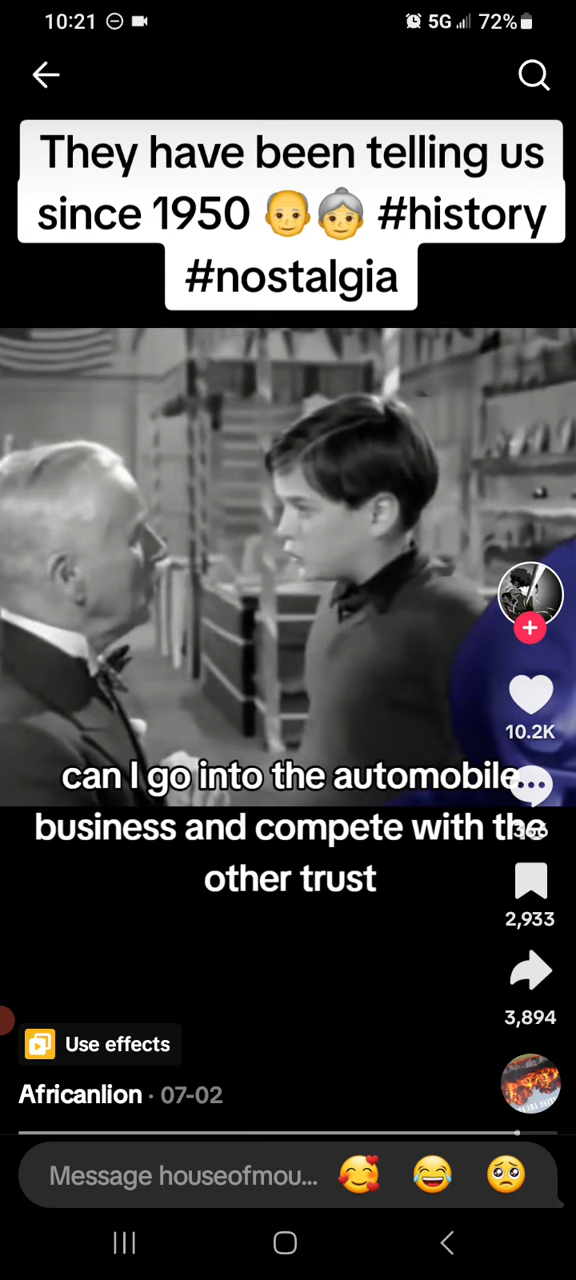 10:21
5G 72%
They have been telling us
since 1950 👴👵 #history
#nostalgia
can I go into the automobile
business and compete with the
other trust
10.2K
366
2,933
3,894
Use effects
Africanlion · 07-02
Message houseofmou...